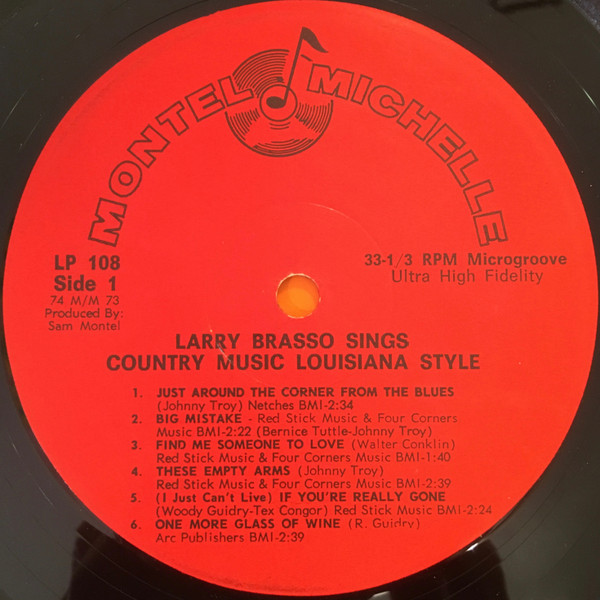 MONTEL MICHELLE
LP 108
Side 1
74 M/M 73
Produced By:
Sam Montel
33-1/3 RPM Microgroove
Ultra High Fidelity
LARRY BRASSO SINGS
COUNTRY MUSIC LOUISIANA STYLE
1. JUST AROUND THE CORNER FROM THE BLUES
(Johnny Troy) Netches BMI-2:34
2. BIG MISTAKE - Red Stick Music & Four Corners
Music BMI-2:22 (Bernice Tuttle-Johnny Troy)
3. FIND ME SOMEONE TO LOVE (Walter Conklin)
Red Stick Music & Four Corners Music BMI-1:40
4. THESE EMPTY ARMS (Johnny Troy)
Red Stick Music & Four Corners Music BMI-2:39
5. (I Just Can't Live) IF YOU'RE REALLY GONE
(Woody Guidry-Tex Congor) Red Stick Music BMI-2:24
6. ONE MORE GLASS OF WINE (R. Guidry)
Arc Publishers BMI-2:39